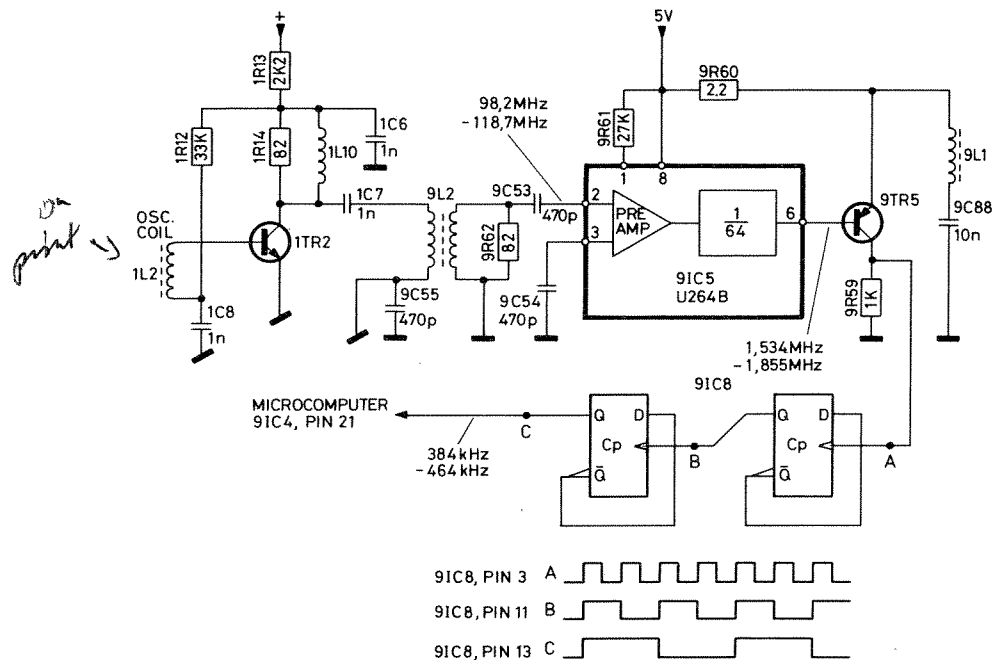 +
1R13
2K2
1R12
33K
1R14
82
1L10
1C6
1n
1C7
1n
OSC.
COIL
1L2
1TR2
1C8
1n
9L2
9C55
470p
9R62
82
9C53
470p
9C54
470p
98,2MHz
-118,7MHz
5V
9R60
2.2
9R61
27K
1
8
2
3
PRE
AMP
1
64
6
9IC5
U264B
9TR5
9L1
9C88
10n
9R59
1K
1,534MHz
-1,855MHz
9IC8
MICROCOMPUTER
9IC4, PIN 21
C
384kHz
-464kHz
Q
D
Cp
Q̅
B
Q
D
Cp
Q̅
A
9IC8, PIN 3 A
9IC8, PIN 11 B
9IC8, PIN 13 C
point